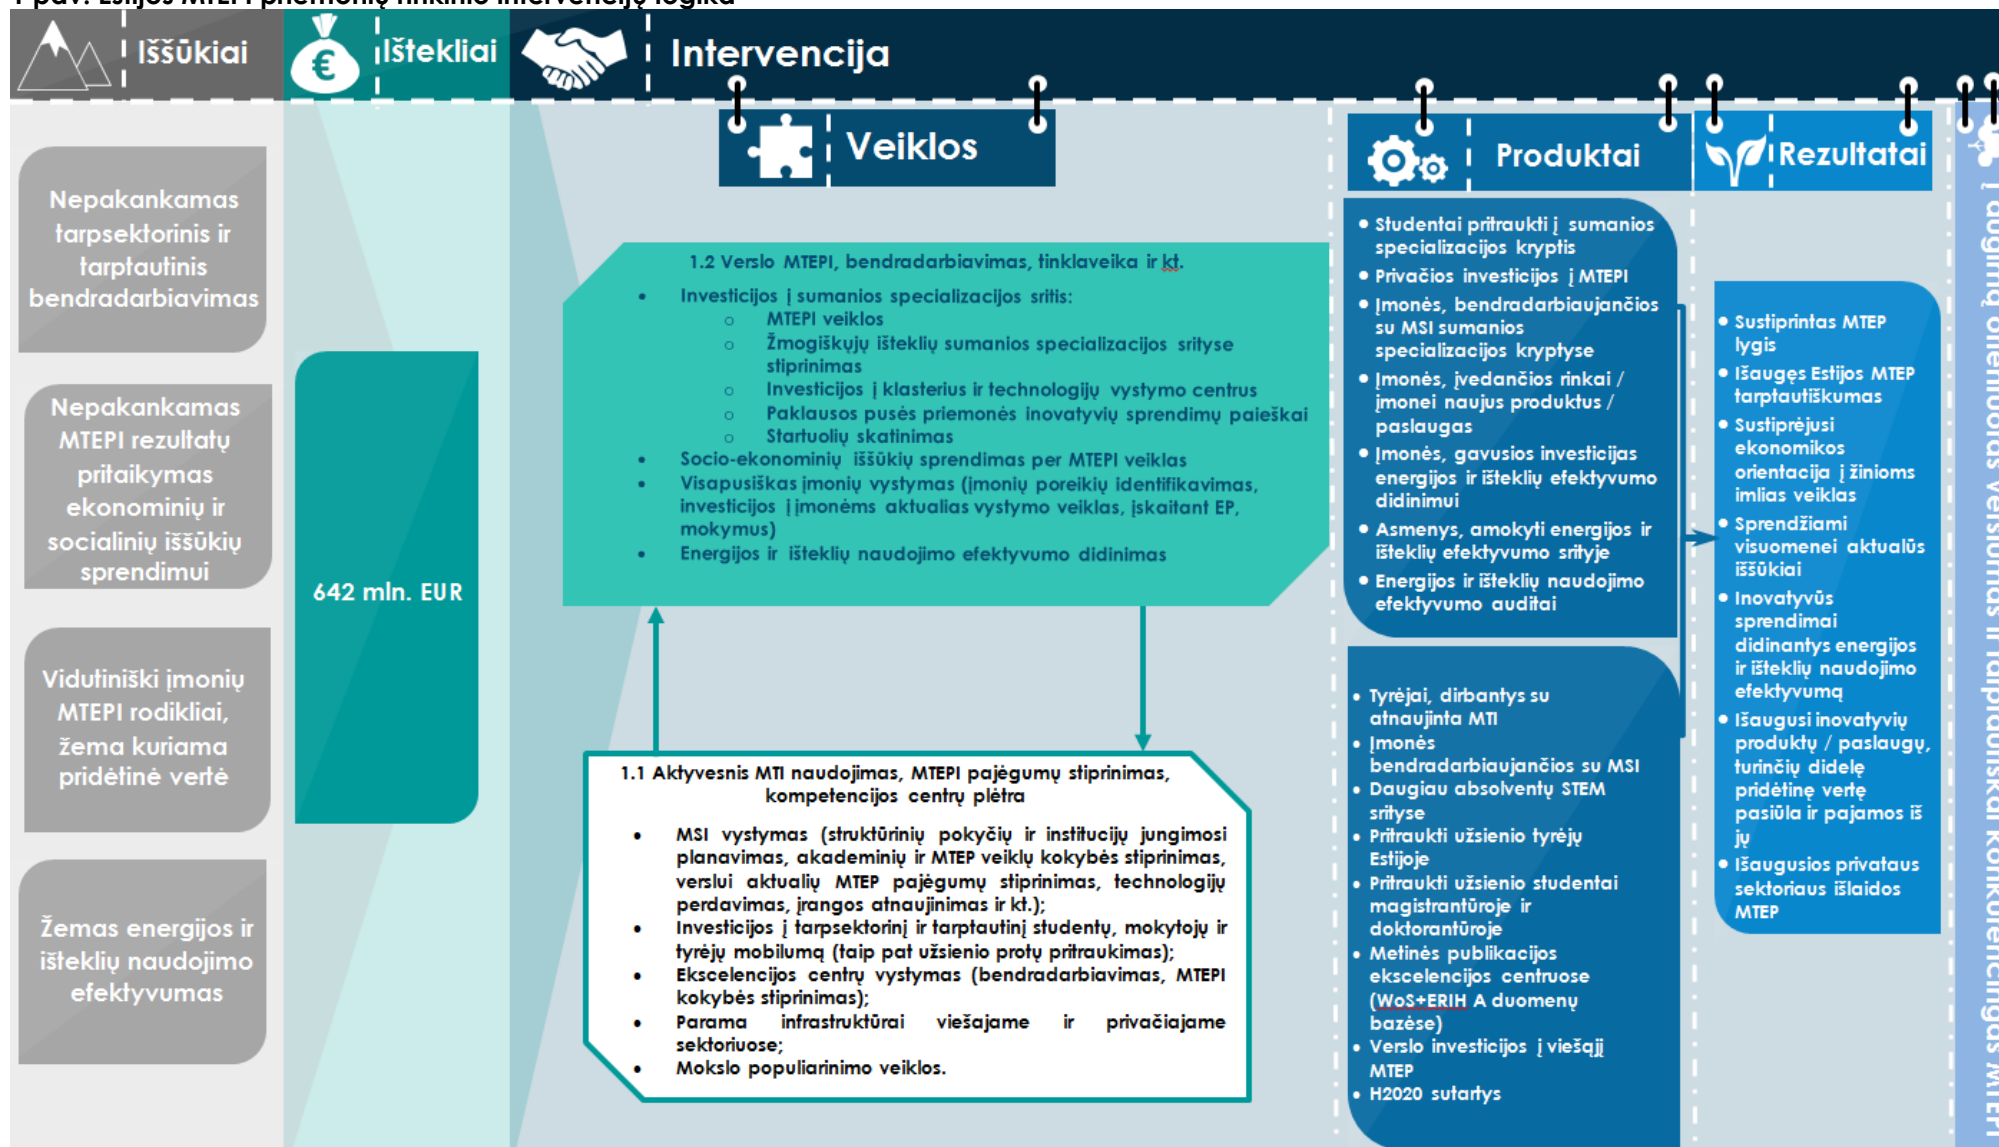 1 pav. Estijos MTEPI priemonių rinkinio intervencijų logika
Iššūkiai
Ištekliai
Intervencija
Veiklos
Produktai
Rezultatai
Nepakankamas
tarpsektorinis ir
tarptautinis
bendradarbiavimas
Nepakankamas
MTEPI rezultatų
pritaikymas
ekonominių ir
socialinių iššūkių
sprendimui
Vidutiniški įmonių
MTEPI rodikliai,
žema kuriama
pridėtinė vertė
Žemas energijos ir
išteklių naudojimo
efektyvumas
642 mln. EUR
1.2 Verslo MTEPI, bendradarbiavimas, tinklaveika ir kt.
• Investicijos į sumanios specializacijos sritis:
o MTEPI veiklos
o Žmogiškųjų išteklių sumanios specializacijos srityse
stiprinimas
o Investicijos į klasterius ir technologijų vystymo centrus
o Paklausos pusės priemonės inovatyvių sprendimų paieškai
o Startuolių skatinimas
• Socio-ekonominių iššūkių sprendimas per MTEPI veiklas
• Visapusiškas įmonių vystymas (įmonių poreikių identifikavimas,
investicijos į įmonėms aktualias vystymo veiklas, įskaitant EP,
mokymus)
• Energijos ir išteklių naudojimo efektyvumo didinimas
1.1 Aktyvesnis MTI naudojimas, MTEPI pajėgumų stiprinimas,
kompetencijos centrų plėtra
• MSI vystymas (struktūrinių pokyčių ir institucijų jungimosi
planavimas, akademinių ir MTEP veiklų kokybės stiprinimas,
verslui aktualių MTEP pajėgumų stiprinimas, technologijų
perdavimas, įrangos atnaujinimas ir kt.);
• Investicijos į tarpsektorinį ir tarptautinį studentų, mokytojų ir
tyrėjų mobilumą (taip pat užsienio protų pritraukimas);
• Ekscelencijos centrų vystymas (bendradarbiavimas, MTEPI
kokybės stiprinimas);
• Parama infrastruktūrai viešajame ir privačiajame
sektoriuose;
• Mokslo populiarinimo veiklos.
• Studentai pritraukti į sumanios
specializacijos kryptis
• Privačios investicijos į MTEPI
• Įmonės, bendradarbiaujančios
su MSI sumanios
specializacijos kryptyse
• Įmonės, įvedančios rinkai /
įmonei naujus produktus /
paslaugas
• Įmonės, gavusios investicijas
energijos ir išteklių efektyvumo
didinimui
• Asmenys, amokyti energijos ir
išteklių efektyvumo srityje
• Energijos ir išteklių naudojimo
efektyvumo auditai
• Tyrėjai, dirbantys su
atnaujinta MTI
• Įmonės
bendradarbiaujančios su MSI
• Daugiau absolventų STEM
srityse
• Pritraukti užsienio tyrėjų
Estijoje
• Pritraukti užsienio studentai
magistrantūroje ir
doktorantūroje
• Metinės publikacijos
ekscelencijos centruose
(WoS+ERIH A duomenų
bazėse)
• Verslo investicijos į viešąjį
MTEP
• H2020 sutartys
• Sustiprintas MTEP
lygis
• Išaugęs Estijos MTEP
tarptautiškumas
• Sustiprėjusi
ekonomikos
orientacija į žinioms
imlias veiklas
• Sprendžiami
visuomenei aktualūs
iššūkiai
• Inovatyvūs
sprendimai
didinantys energijos
ir išteklių naudojimo
efektyvumą
• Išaugusi inovatyvių
produktų / paslaugų,
turinčių didelę
pridėtinę vertę
pasiūla ir pajamos iš
jų
• Išaugusios privataus
sektoriaus išlaidos
MTEP
Į augimą orientuotas veiksmumas ir tarptautiškai konkurencingas MTEPI